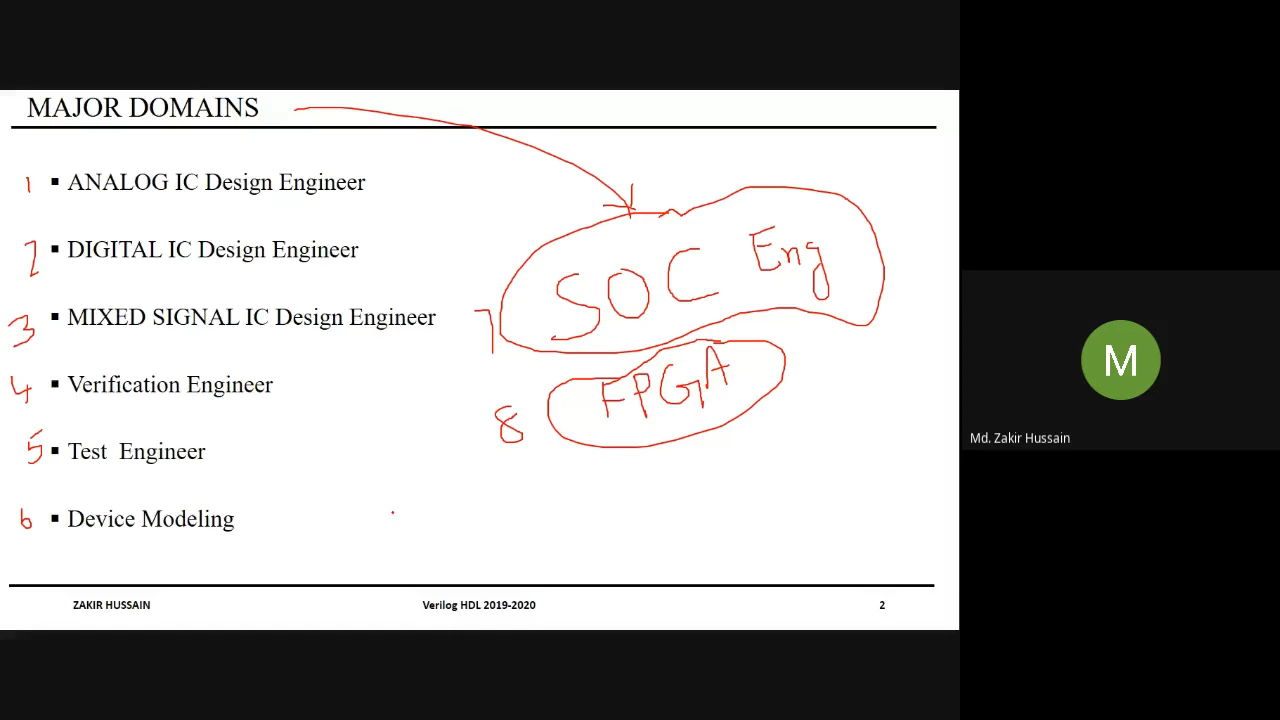 MAJOR DOMAINS
1 ▪ ANALOG IC Design Engineer
2 ▪ DIGITAL IC Design Engineer
3 ▪ MIXED SIGNAL IC Design Engineer
4 ▪ Verification Engineer
5 ▪ Test Engineer
6 ▪ Device Modeling
7 SOC Eng
8 FPGA
ZAKIR HUSSAIN Verilog HDL 2019-2020 2
M
Md. Zakir Hussain